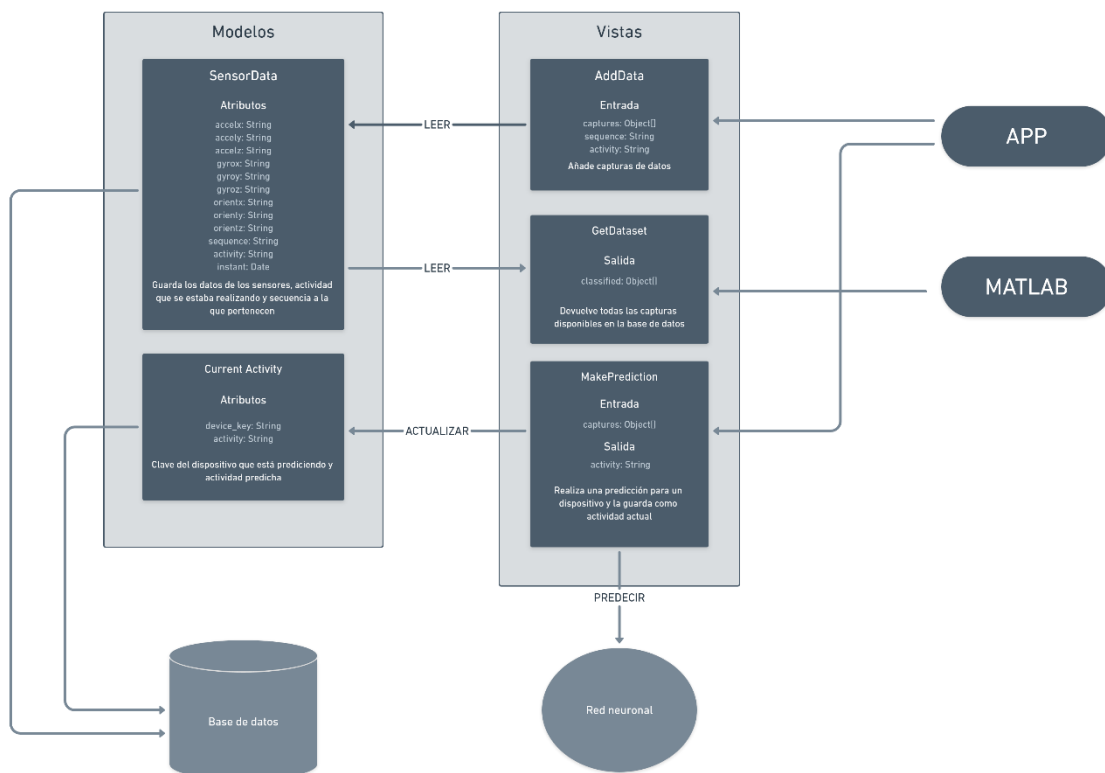 Modelos
SensorData
Atributos
accelx: String
accely: String
accelz: String
gyrox: String
gyroy: String
gyroz: String
orientx: String
orienty: String
orientz: String
sequence: String
activity: String
instant: Date
Guarda los datos de los sensores, actividad
que se estaba realizando y secuencia a la
que pertenecen
Current Activity
Atributos
device_key: String
activity: String
Clave del dispositivo que está prediciendo y
actividad predicha
LEER
LEER
ACTUALIZAR
Vistas
AddData
Entrada
captures: Object[]
sequence: String
activity: String
Añade capturas de datos
GetDataset
Salida
classified: Object[]
Devuelve todas las capturas
disponibles en la base de datos
MakePrediction
Entrada
captures: Object[]
Salida
activity: String
Realiza una predicción para un
dispositivo y la guarda como
actividad actual
APP
MATLAB
PREDECIR
Base de datos
Red neuronal